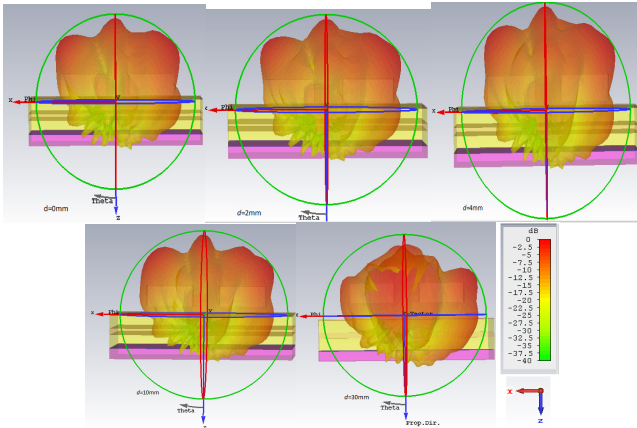 x Phi Y
Theta
z
d=0mm
Phi
Theta
d=2mm
x Phi
d=4mm
x Phi Y
Theta
d=10mm
x Phi
Theta
d=30mm
Prop.Dir.
dB
0
-2.5
-5
-7.5
-10
-12.5
-15
-17.5
-20
-22.5
-25
-27.5
-30
-32.5
-35
-37.5
-40
x
z